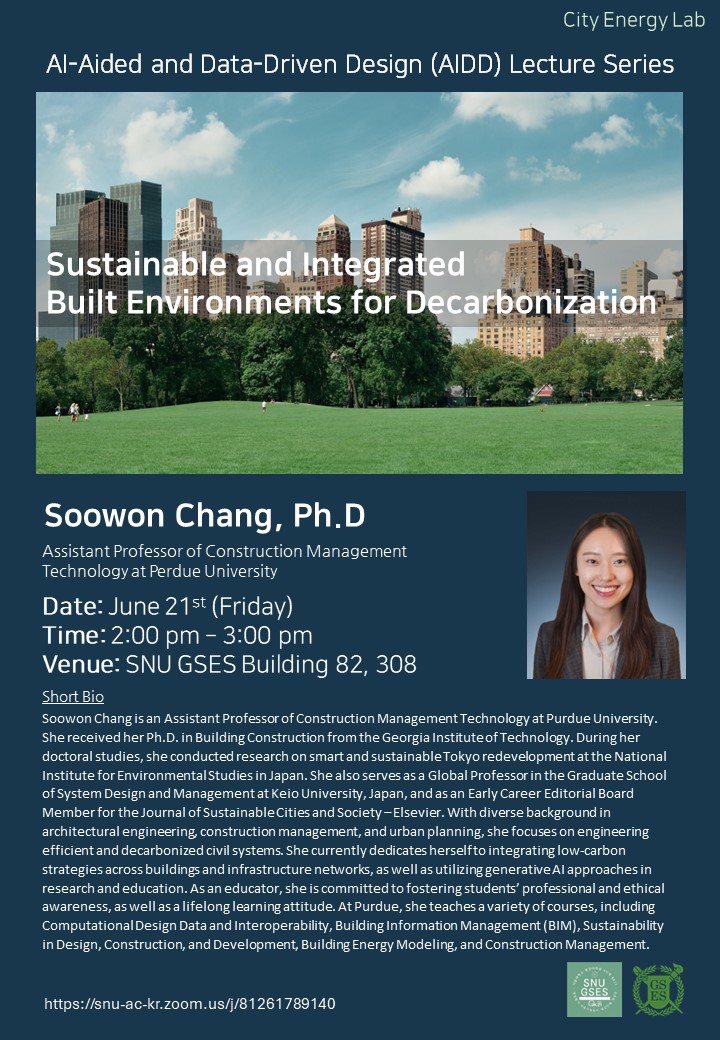 City Energy Lab
AI-Aided and Data-Driven Design (AIDD) Lecture Series
Sustainable and Integrated
Built Environments for Decarbonization
Soowon Chang, Ph.D
Assistant Professor of Construction Management
Technology at Perdue University
Date: June 21st (Friday)
Time: 2:00 pm – 3:00 pm
Venue: SNU GSES Building 82, 308
Short Bio
Soowon Chang is an Assistant Professor of Construction Management Technology at Purdue University.
She received her Ph.D. in Building Construction from the Georgia Institute of Technology. During her
doctoral studies, she conducted research on smart and sustainable Tokyo redevelopment at the National
Institute for Environmental Studies in Japan. She also serves as a Global Professor in the Graduate School
of System Design and Management at Keio University, Japan, and as an Early Career Editorial Board
Member for the Journal of Sustainable Cities and Society – Elsevier. With diverse background in
architectural engineering, construction management, and urban planning, she focuses on engineering
efficient and decarbonized civil systems. She currently dedicates herself to integrating low-carbon
strategies across buildings and infrastructure networks, as well as utilizing generative AI approaches in
research and education. As an educator, she is committed to fostering students’ professional and ethical
awareness, as well as a lifelong learning attitude. At Purdue, she teaches a variety of courses, including
Computational Design Data and Interoperability, Building Information Management (BIM), Sustainability
in Design, Construction, and Development, Building Energy Modeling, and Construction Management.
https://snu-ac-kr.zoom.us/j/81261789140
SNU
GSES
GS
ES